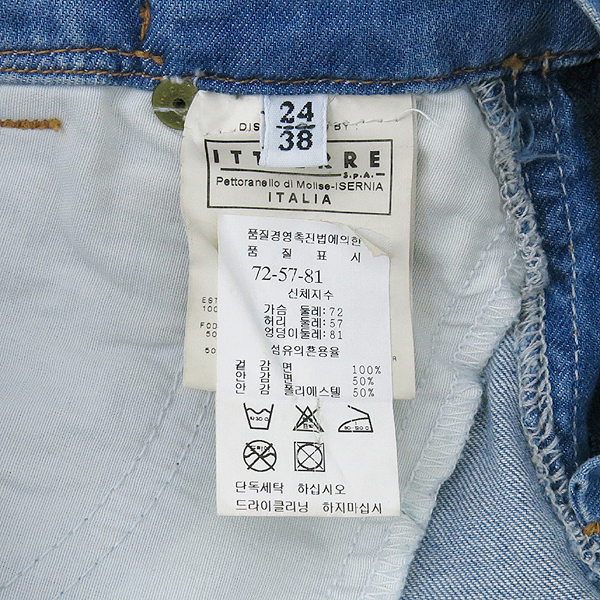 24
38
BY :
S.p.A.
Pettoranello di Molise-ISERNIA
ITALIA
품질경영촉진법에의한
품 질 표 시
72-57-81
신체지수
가슴 둘레: 72
허리 둘레: 57
엉덩이둘레: 81
섬유의혼용율
겉 감 면 100%
안 감 면 50%
안 감 폴리에스텔 50%
단독세탁 하십시오
드라이클리닝 하지마십시